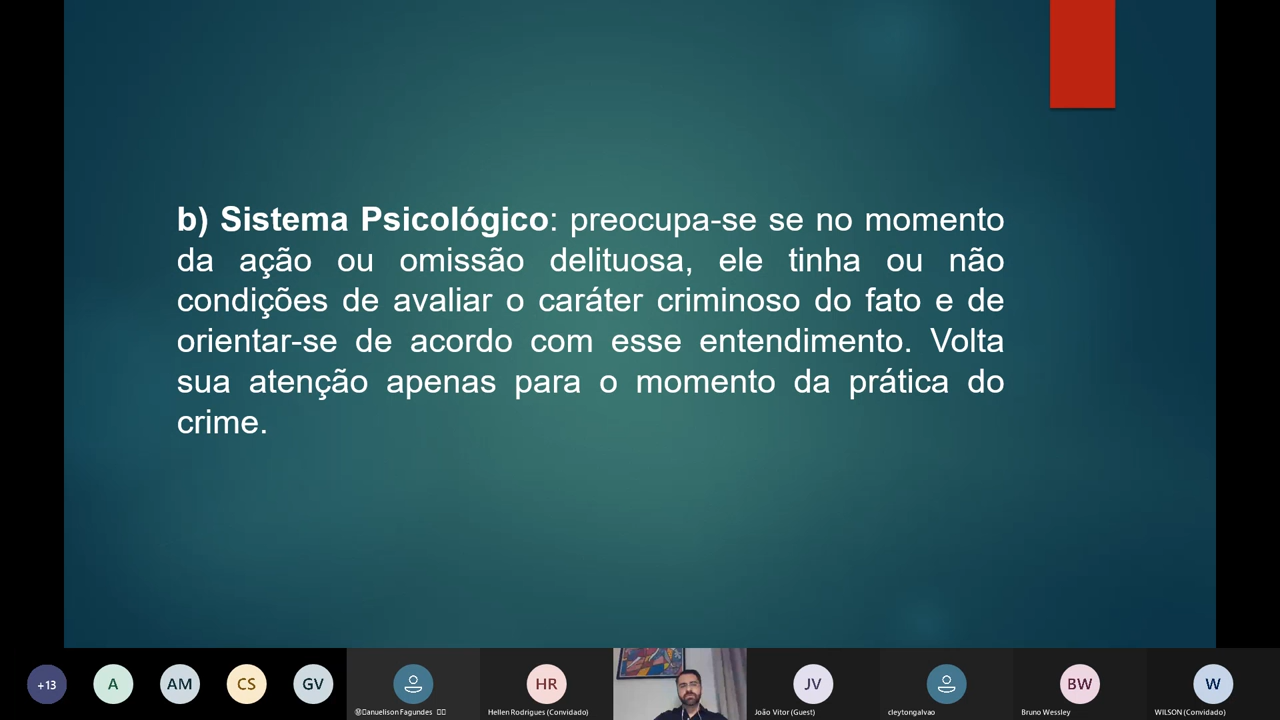 b) Sistema Psicológico: preocupa-se se no momento
da ação ou omissão delituosa, ele tinha ou não
condições de avaliar o caráter criminoso do fato e de
orientar-se de acordo com esse entendimento. Volta
sua atenção apenas para o momento da prática do
crime.
+13
A
AM
CS
GV
HR
JV
BW
W
anuelison Fagundes
Hellen Rodrigues (Convidado)
João Vitor (Guest)
cleytongalvao
Bruno Wessley
WILSON (Convidado)